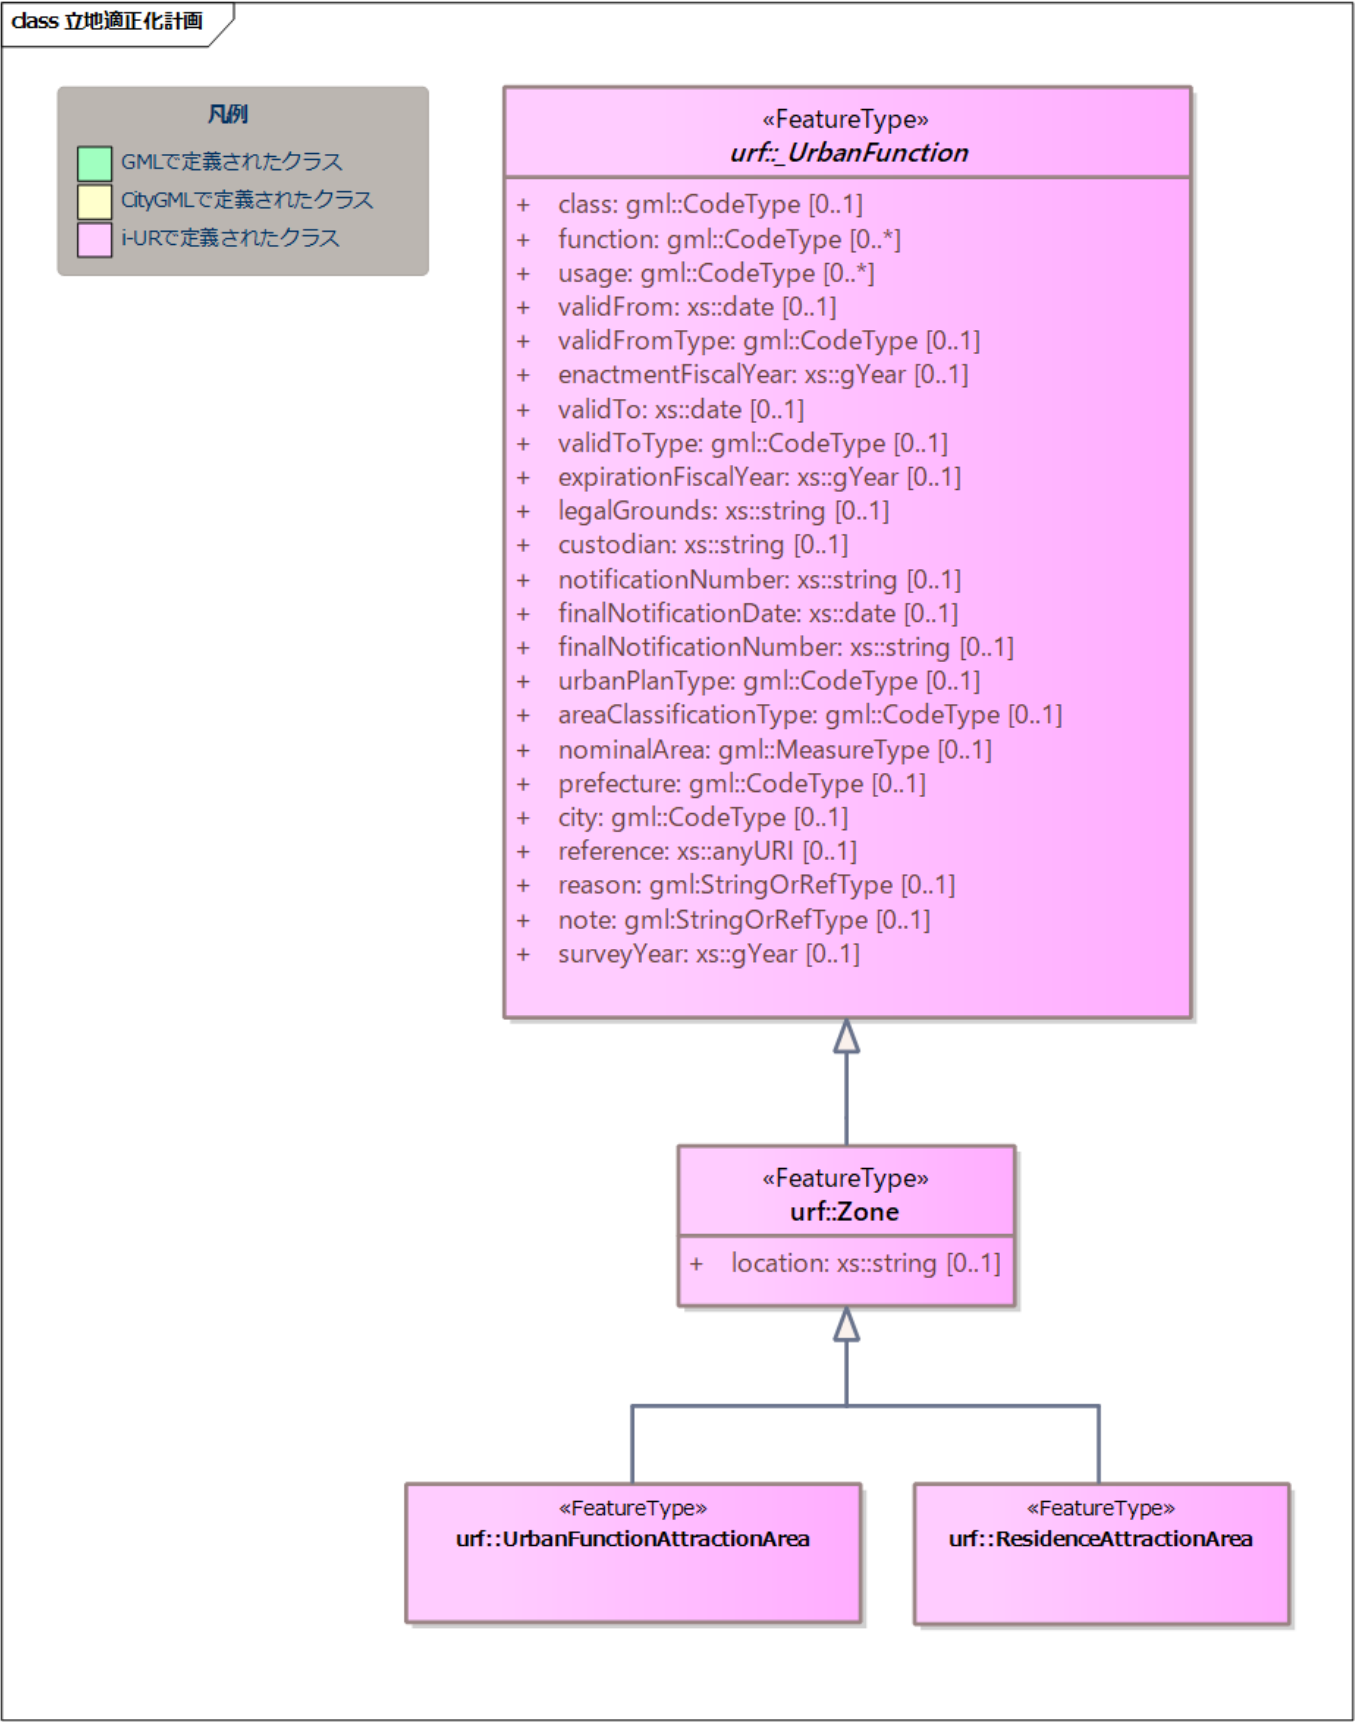 class 立地適正化計画
凡例
GMLで定義されたクラス
CityGMLで定義されたクラス
i-URで定義されたクラス
«FeatureType»
urf::_UrbanFunction
+ class: gml::CodeType [0..1]
+ function: gml::CodeType [0..*]
+ usage: gml::CodeType [0..*]
+ validFrom: xs::date [0..1]
+ validFromType: gml::CodeType [0..1]
+ enactmentFiscalYear: xs::gYear [0..1]
+ validTo: xs::date [0..1]
+ validToType: gml::CodeType [0..1]
+ expirationFiscalYear: xs::gYear [0..1]
+ legalGrounds: xs::string [0..1]
+ custodian: xs::string [0..1]
+ notificationNumber: xs::string [0..1]
+ finalNotificationDate: xs::date [0..1]
+ finalNotificationNumber: xs::string [0..1]
+ urbanPlanType: gml::CodeType [0..1]
+ areaClassificationType: gml::CodeType [0..1]
+ nominalArea: gml::MeasureType [0..1]
+ prefecture: gml::CodeType [0..1]
+ city: gml::CodeType [0..1]
+ reference: xs::anyURI [0..1]
+ reason: gml:StringOrRefType [0..1]
+ note: gml:StringOrRefType [0..1]
+ surveyYear: xs::gYear [0..1]
«FeatureType»
urf::Zone
+ location: xs::string [0..1]
«FeatureType»
urf::UrbanFunctionAttractionArea
«FeatureType»
urf::ResidenceAttractionArea